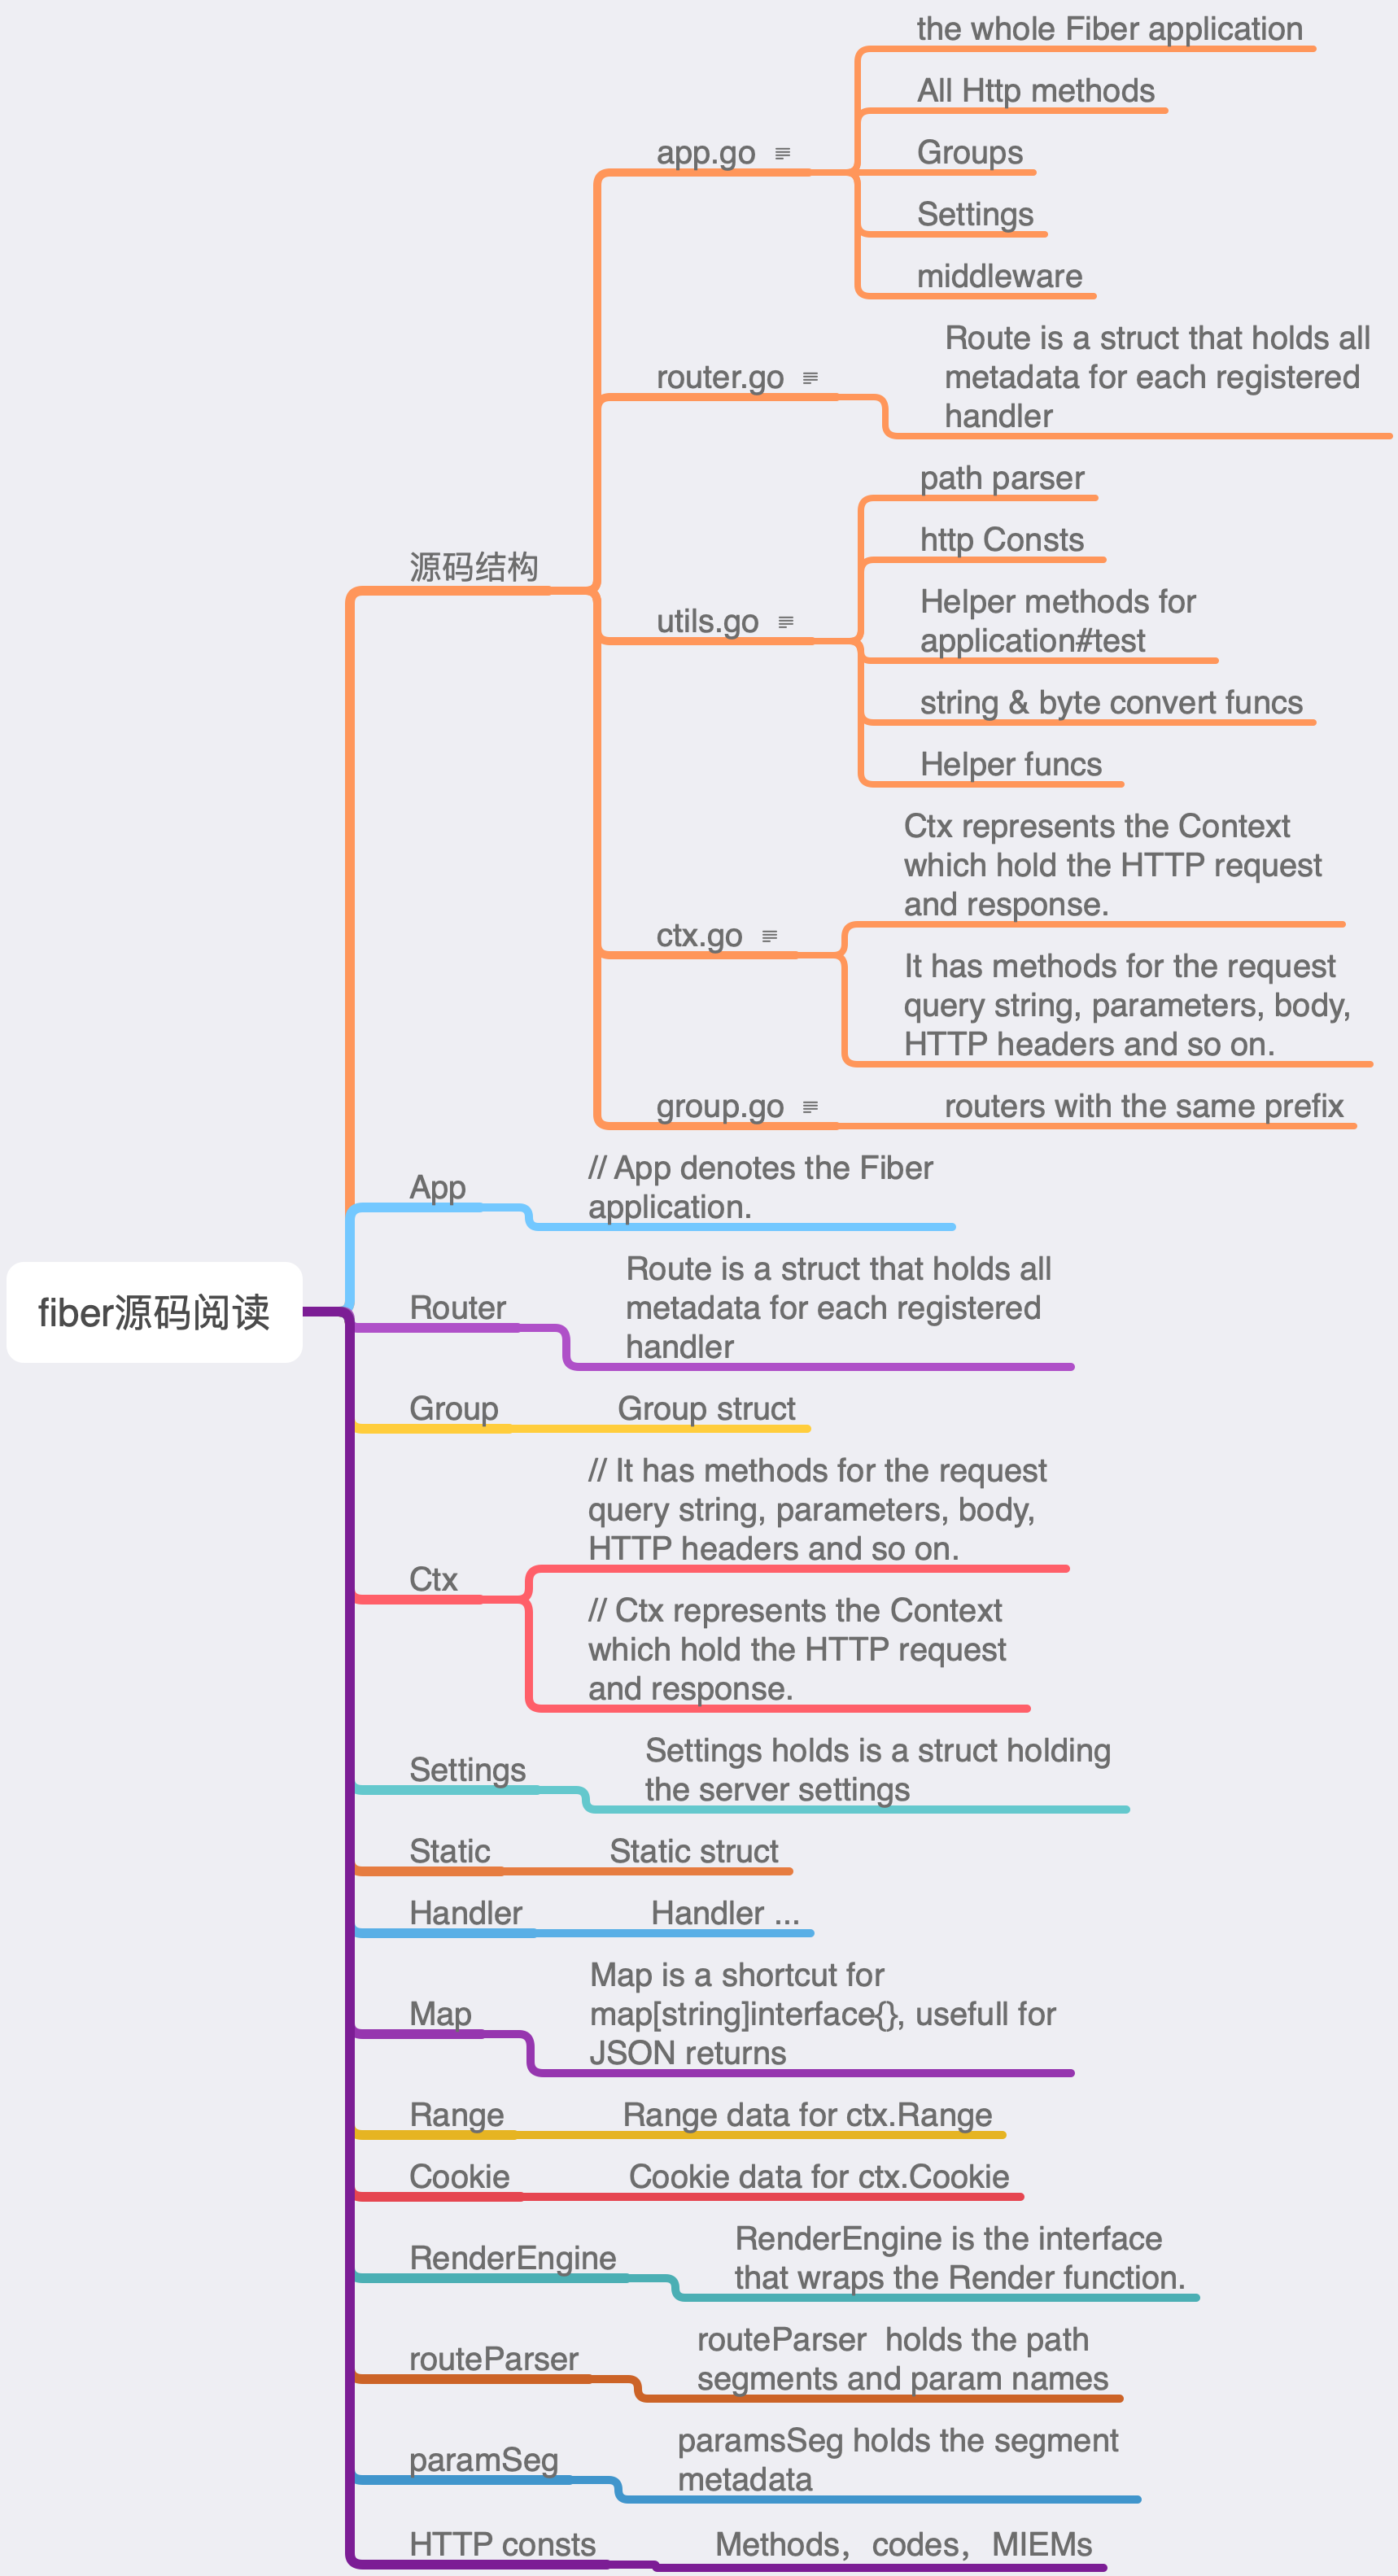 the whole Fiber application
All Http methods
app.go
Groups
Settings
middleware
Route is a struct that holds all
router.go
metadata for each registered
handler
path parser
http Consts
源码结构
Helper methods for
utils.go
application#test
string & byte convert funcs
Helper funcs
Ctx represents the Context
which hold the HTTP request
and response.
ctx.go
It has methods for the request
query string, parameters, body,
HTTP headers and so on.
group.go
routers with the same prefix
App
// App denotes the Fiber
application.
fiber源码阅读
Router
Route is a struct that holds all
metadata for each registered
handler
Group
Group struct
Ctx
// It has methods for the request
query string, parameters, body,
HTTP headers and so on.
// Ctx represents the Context
which hold the HTTP request
and response.
Settings
Settings holds is a struct holding
the server settings
Static
Static struct
Handler
Handler ...
Map
Map is a shortcut for
map[string]interface{}, usefull for
JSON returns
Range
Range data for ctx.Range
Cookie
Cookie data for ctx.Cookie
RenderEngine
RenderEngine is the interface
that wraps the Render function.
routeParser
routeParser  holds the path
segments and param names
paramSeg
paramsSeg holds the segment
metadata
HTTP consts
Methods，codes，MIEMs